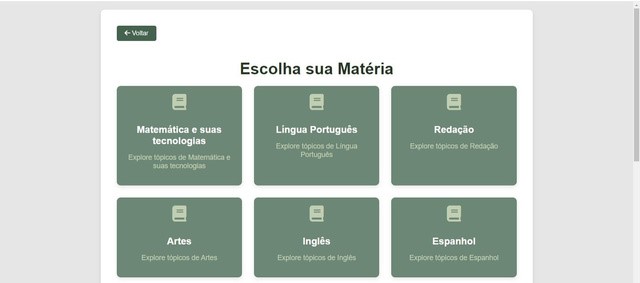 Voltar
Escolha sua Matéria
Matemática e suas
tecnologias
Explore tópicos de Matemática e
suas tecnologias
Língua Português
Explore tópicos de Língua
Português
Redação
Explore tópicos de Redação
Artes
Explore tópicos de Artes
Inglês
Explore tópicos de Inglês
Espanhol
Explore tópicos de Espanhol